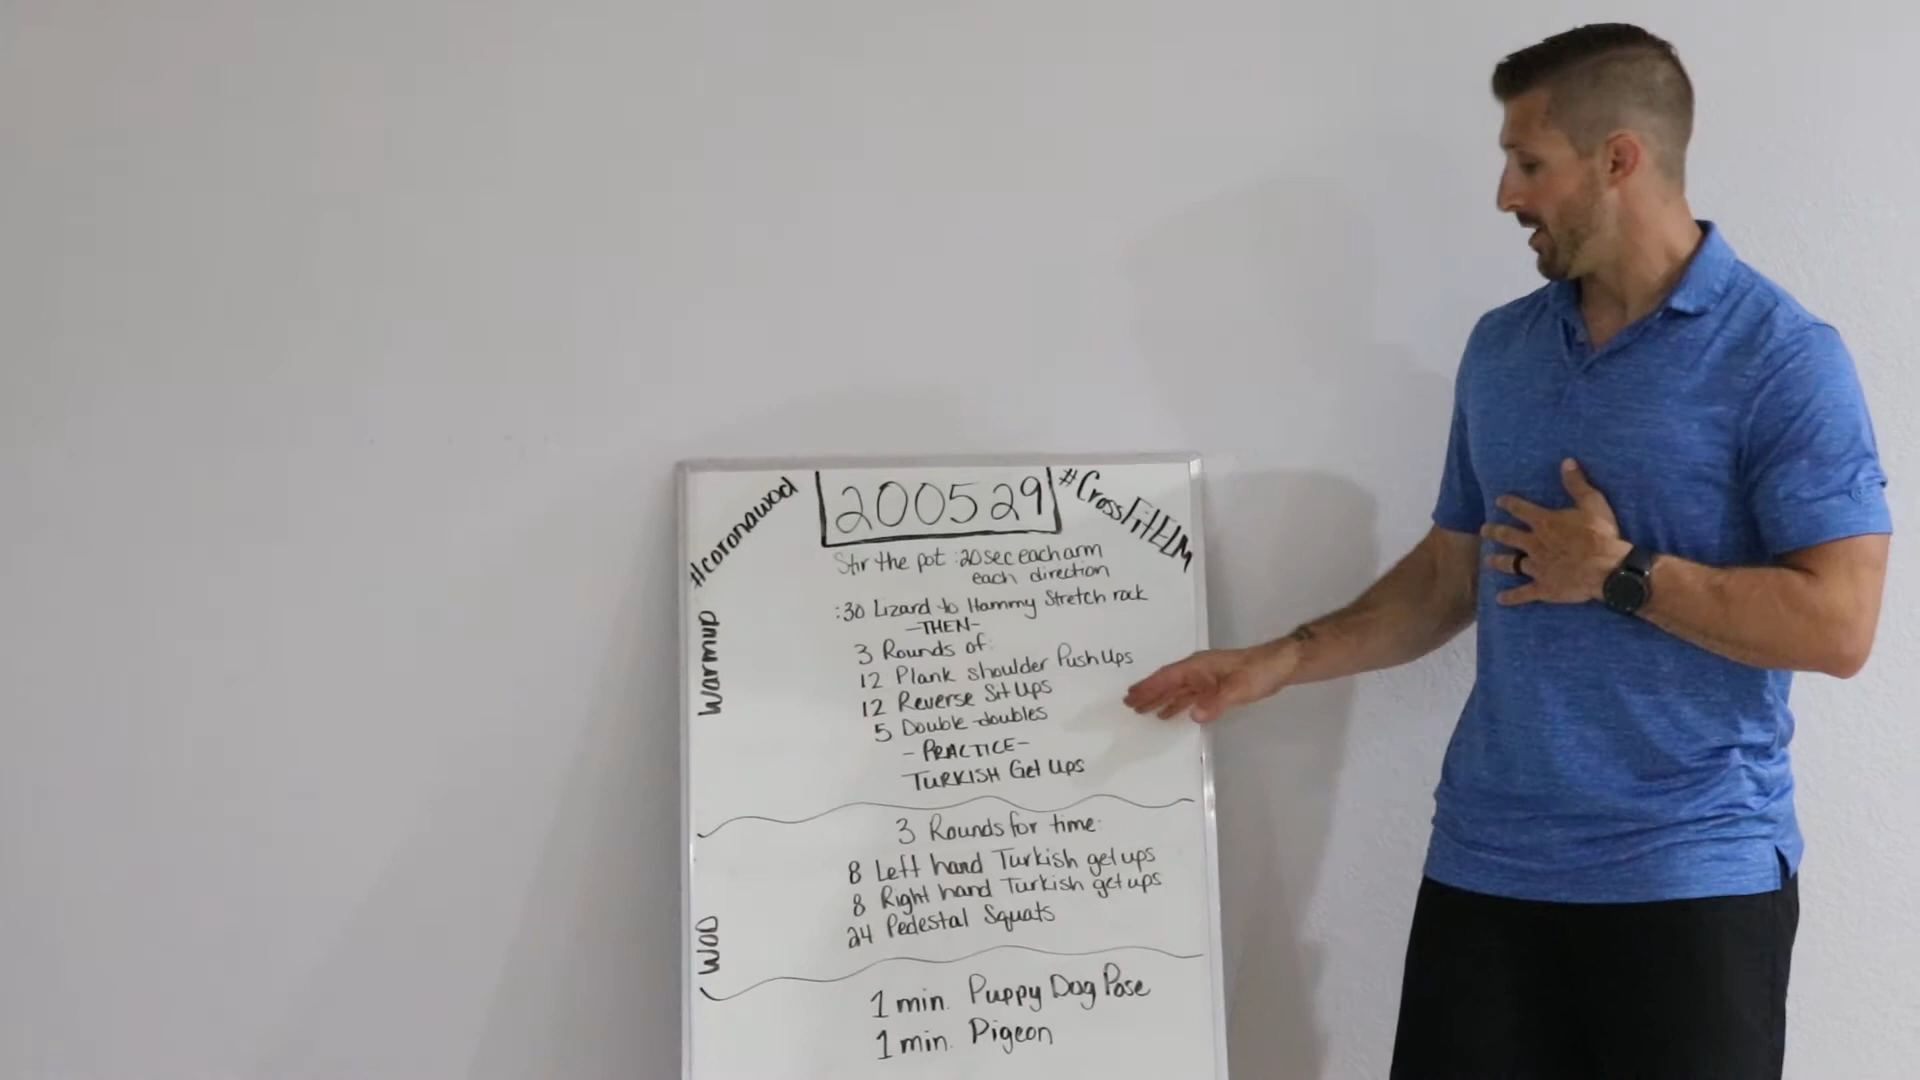 #coronawod
200529
#CrossFitELM
Warmup
Stir the pot :20 sec each arm
each direction
:30 Lizard to Hammy Stretch rock
-THEN-
3 Rounds of:
12 Plank shoulder Push Ups
12 Reverse Sit Ups
5 Double-doubles
-PRACTICE-
TURKISH Get Ups
WOD
3 Rounds for time:
8 Left hand Turkish get ups
8 Right hand Turkish get ups
24 Pedestal Squats
1 min. Puppy Dog Pose
1 min. Pigeon